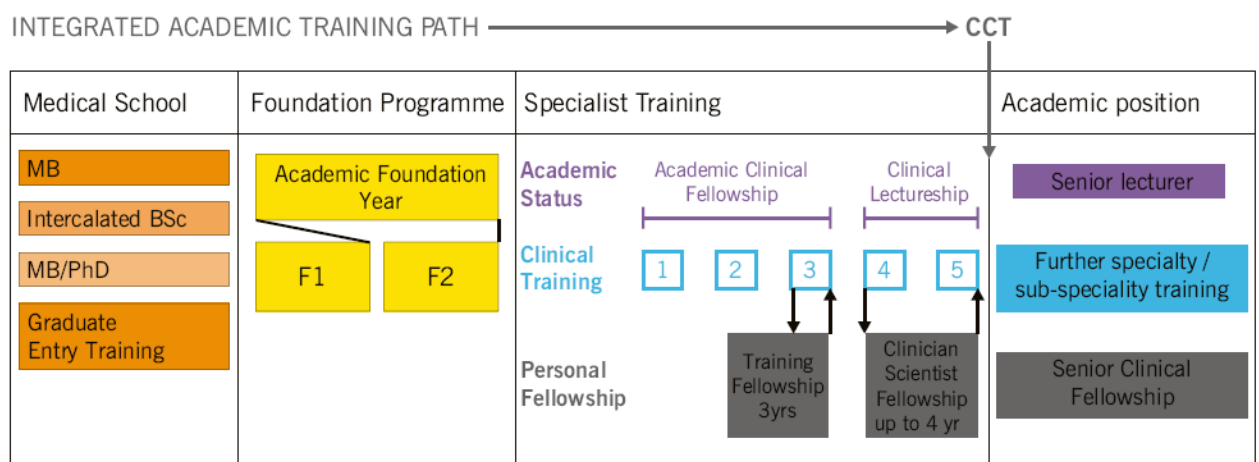 INTEGRATED ACADEMIC TRAINING PATH
CCT
Medical School
Foundation Programme
Specialist Training
Academic position
MB
Intercalated BSc
MB/PhD
Graduate
Entry Training
Academic Foundation
Year
F1
F2
Academic
Status
Academic Clinical
Fellowship
Clinical
Lectureship
Clinical
Training
1
2
3
4
5
Personal
Fellowship
Training
Fellowship
3yrs
Clinician
Scientist
Fellowship
up to 4 yr
Senior lecturer
Further specialty /
sub-speciality training
Senior Clinical
Fellowship